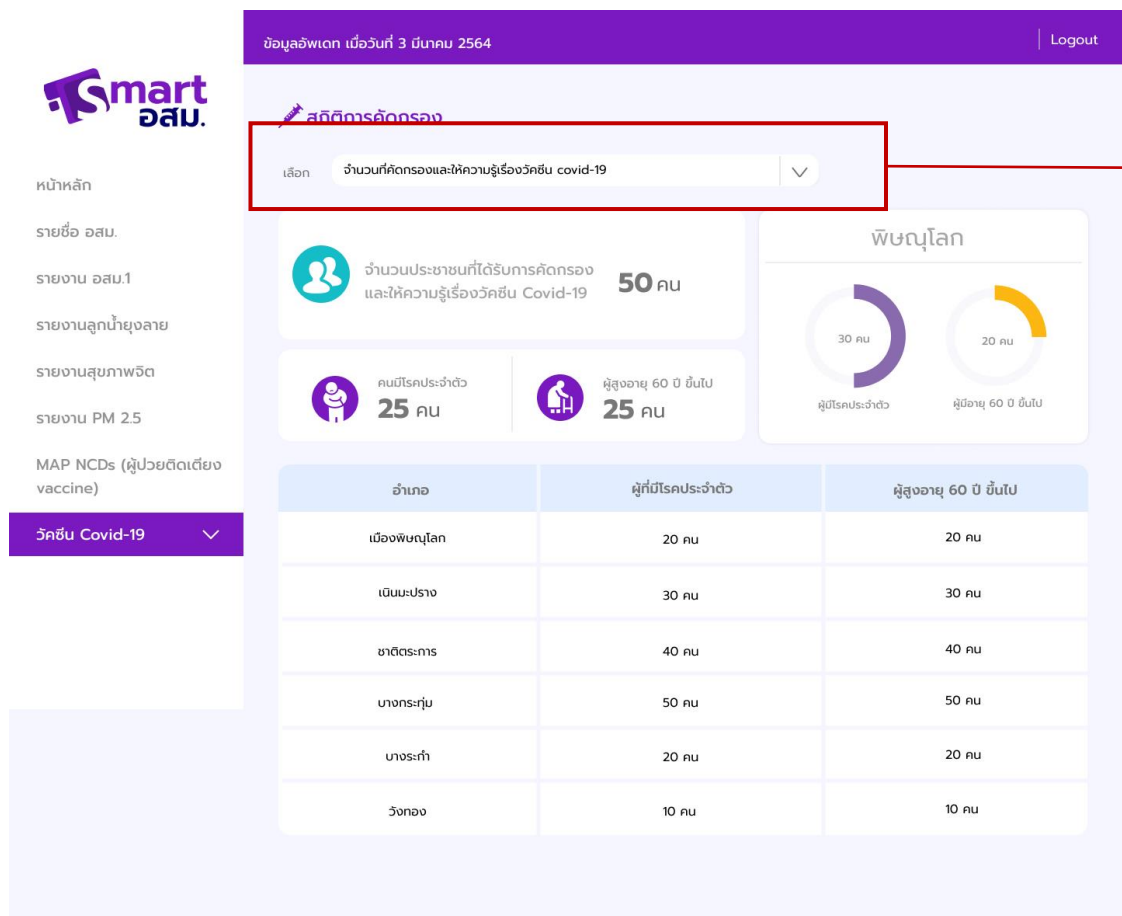 ข้อมูลอัพเดท เมื่อวันที่ 3 มีนาคม 2564
Logout
Smart
อสม.
หน้าหลัก
รายชื่อ อสม.
รายงาน อสม.1
รายงานลูกน้ำยุงลาย
รายงานสุขภาพจิต
รายงาน PM 2.5
MAP NCDs (ผู้ป่วยติดเตียง
vaccine)
วัคซีน Covid-19
สถิติการคัดกรอง
เลือก จำนวนที่คัดกรองและให้ความรู้เรื่องวัคซีน covid-19
จำนวนประชาชนที่ได้รับการคัดกรอง
และให้ความรู้เรื่องวัคซีน Covid-19
50 คน
คนมีโรคประจำตัว
25 คน
ผู้สูงอายุ 60 ปี ขึ้นไป
25 คน
พิษณุโลก
30 คน
20 คน
ผู้มีโรคประจำตัว
ผู้มีอายุ 60 ปี ขึ้นไป
อำเภอ ผู้ที่มีโรคประจำตัว ผู้สูงอายุ 60 ปี ขึ้นไป
เมืองพิษณุโลก 20 คน 20 คน
เนินมะปราง 30 คน 30 คน
ชาติตระการ 40 คน 40 คน
บางกระทุ่ม 50 คน 50 คน
บางระกำ 20 คน 20 คน
วังทอง 10 คน 10 คน